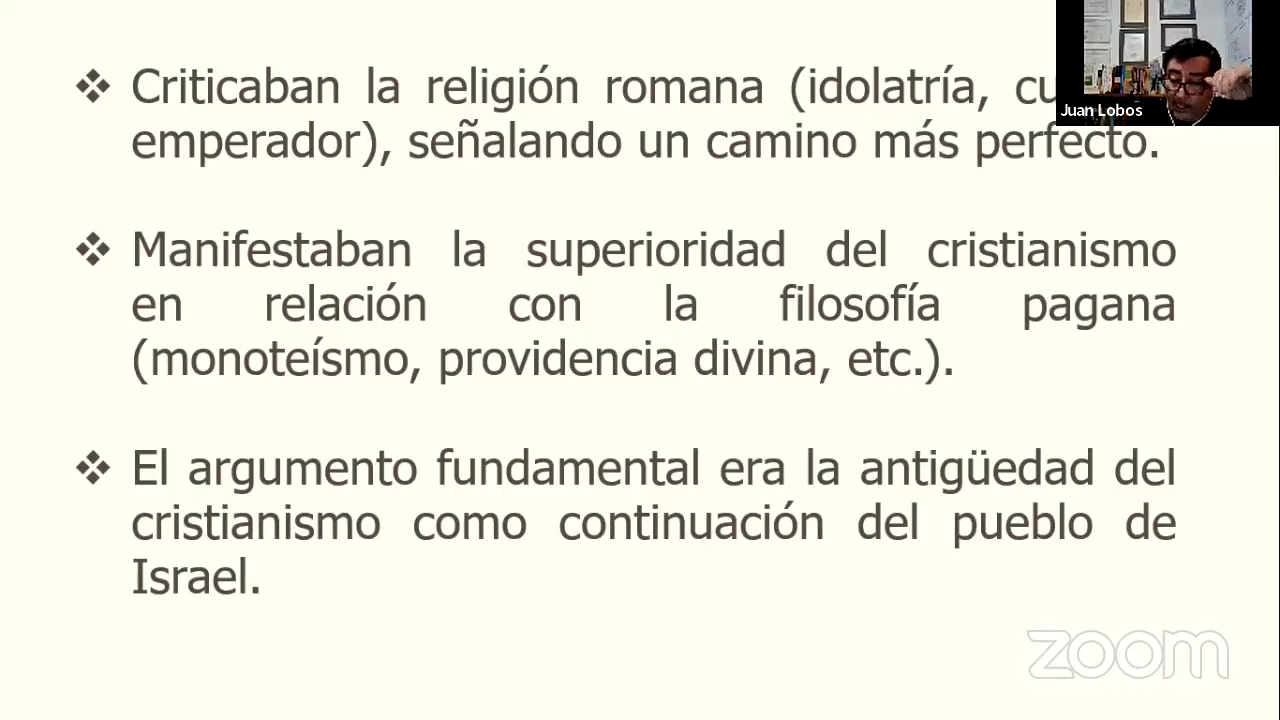 ❖ Criticaban la religión romana (idolatría,
emperador), señalando un camino más perfecto.
❖ Manifestaban la superioridad del cristianismo
en relación con la filosofía pagana
(monoteísmo, providencia divina, etc.).
❖ El argumento fundamental era la antigüedad del
cristianismo como continuación del pueblo de
Israel.
Juan Lobos
zoom